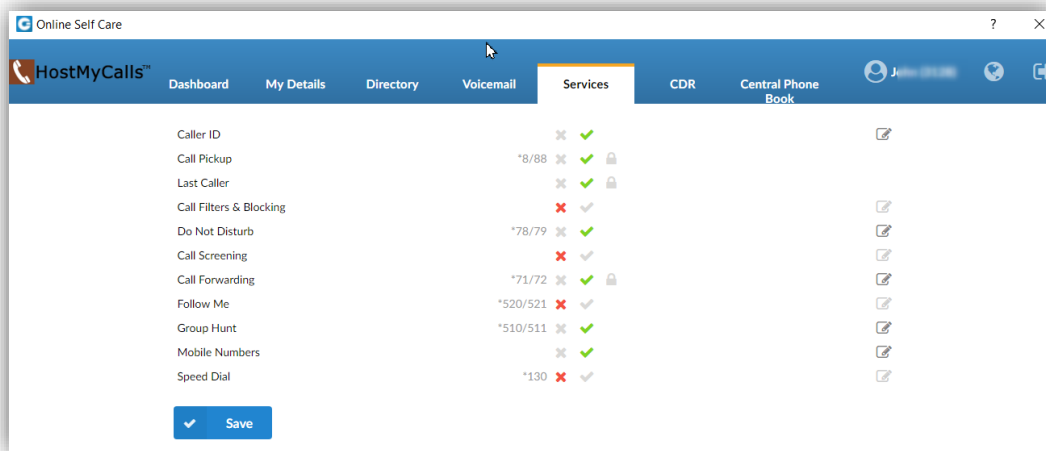 Online Self Care
?
HostMyCalls™
Dashboard
My Details
Directory
Voicemail
Services
CDR
Central Phone
Book
Caller ID
Call Pickup *8/88
Last Caller
Call Filters & Blocking
Do Not Disturb *78/79
Call Screening
Call Forwarding *71/72
Follow Me *520/521
Group Hunt *510/511
Mobile Numbers
Speed Dial *130
Save